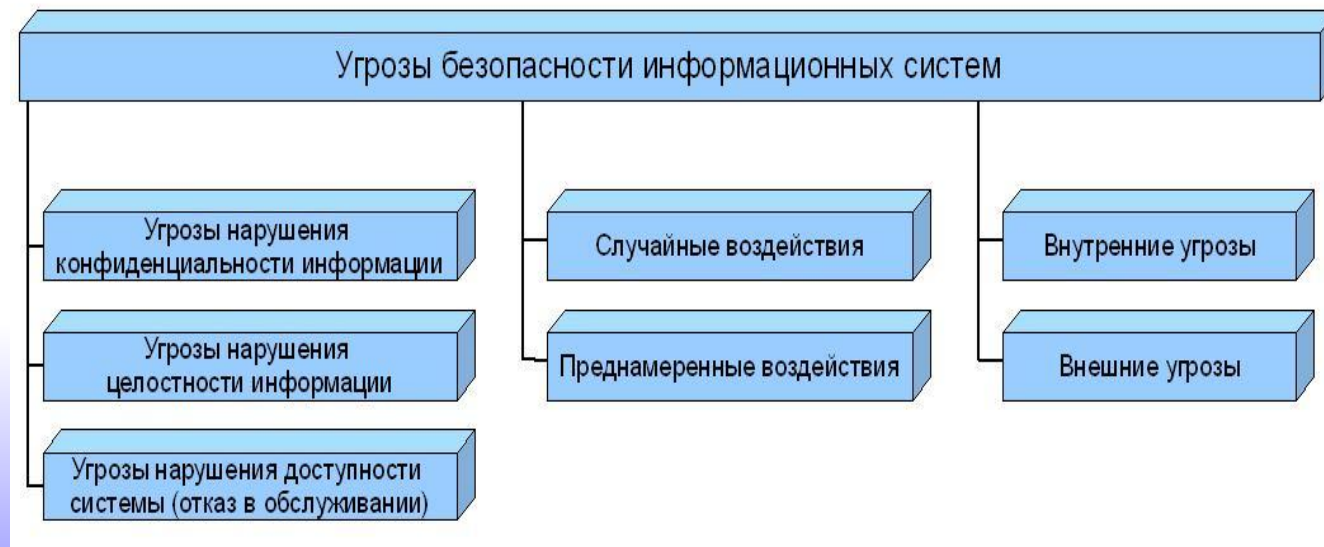 Угрозы безопасности информационных систем
Угрозы нарушения
конфиденциальности информации
Угрозы нарушения
целостности информации
Угрозы нарушения доступности
системы (отказ в обслуживании)
Случайные воздействия
Преднамеренные воздействия
Внутренние угрозы
Внешние угрозы